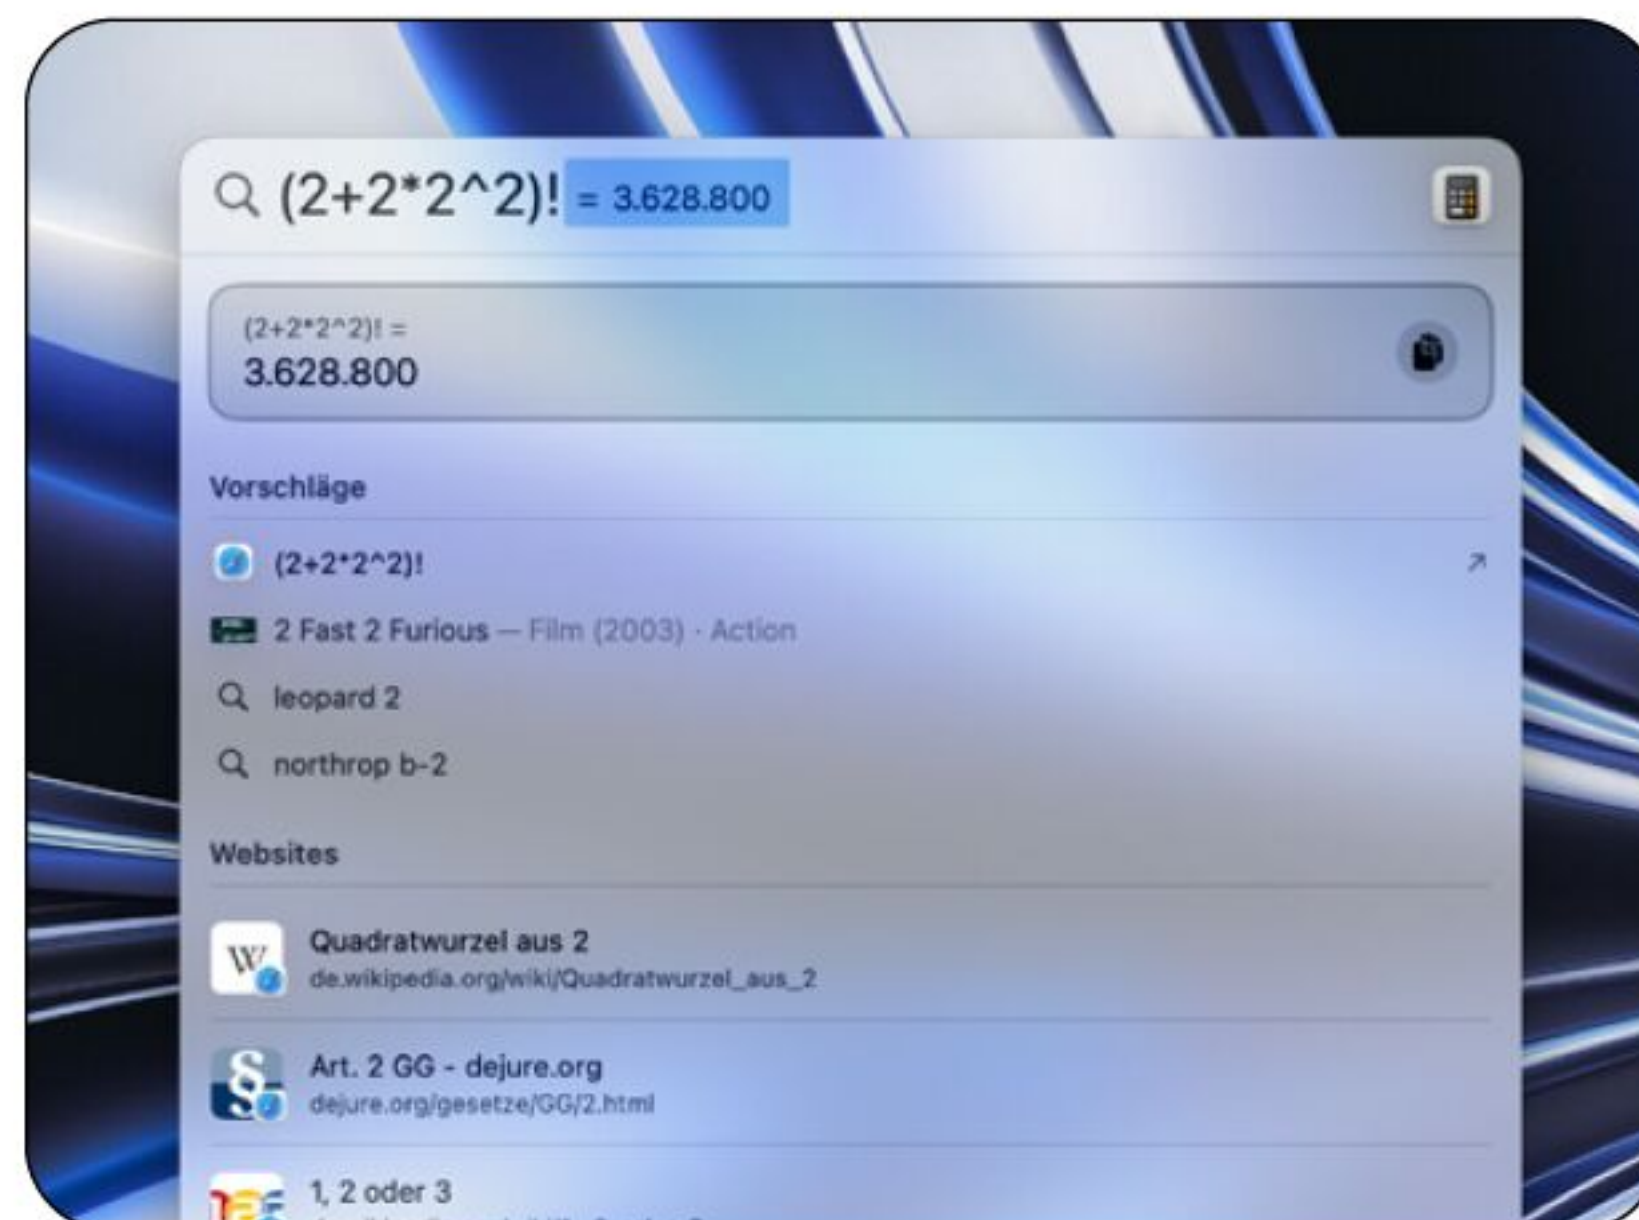 (2+2*2^2)! = 3.628.800
(2+2*2^2)! =
3.628.800
Vorschläge
(2+2*2^2)!
2 Fast 2 Furious — Film (2003) · Action
leopard 2
northrop b-2
Websites
W
Quadratwurzel aus 2
de.wikipedia.org/wiki/Quadratwurzel_aus_2
§
Art. 2 GG - dejure.org
dejure.org/gesetze/GG/2.html
1, 2 oder 3